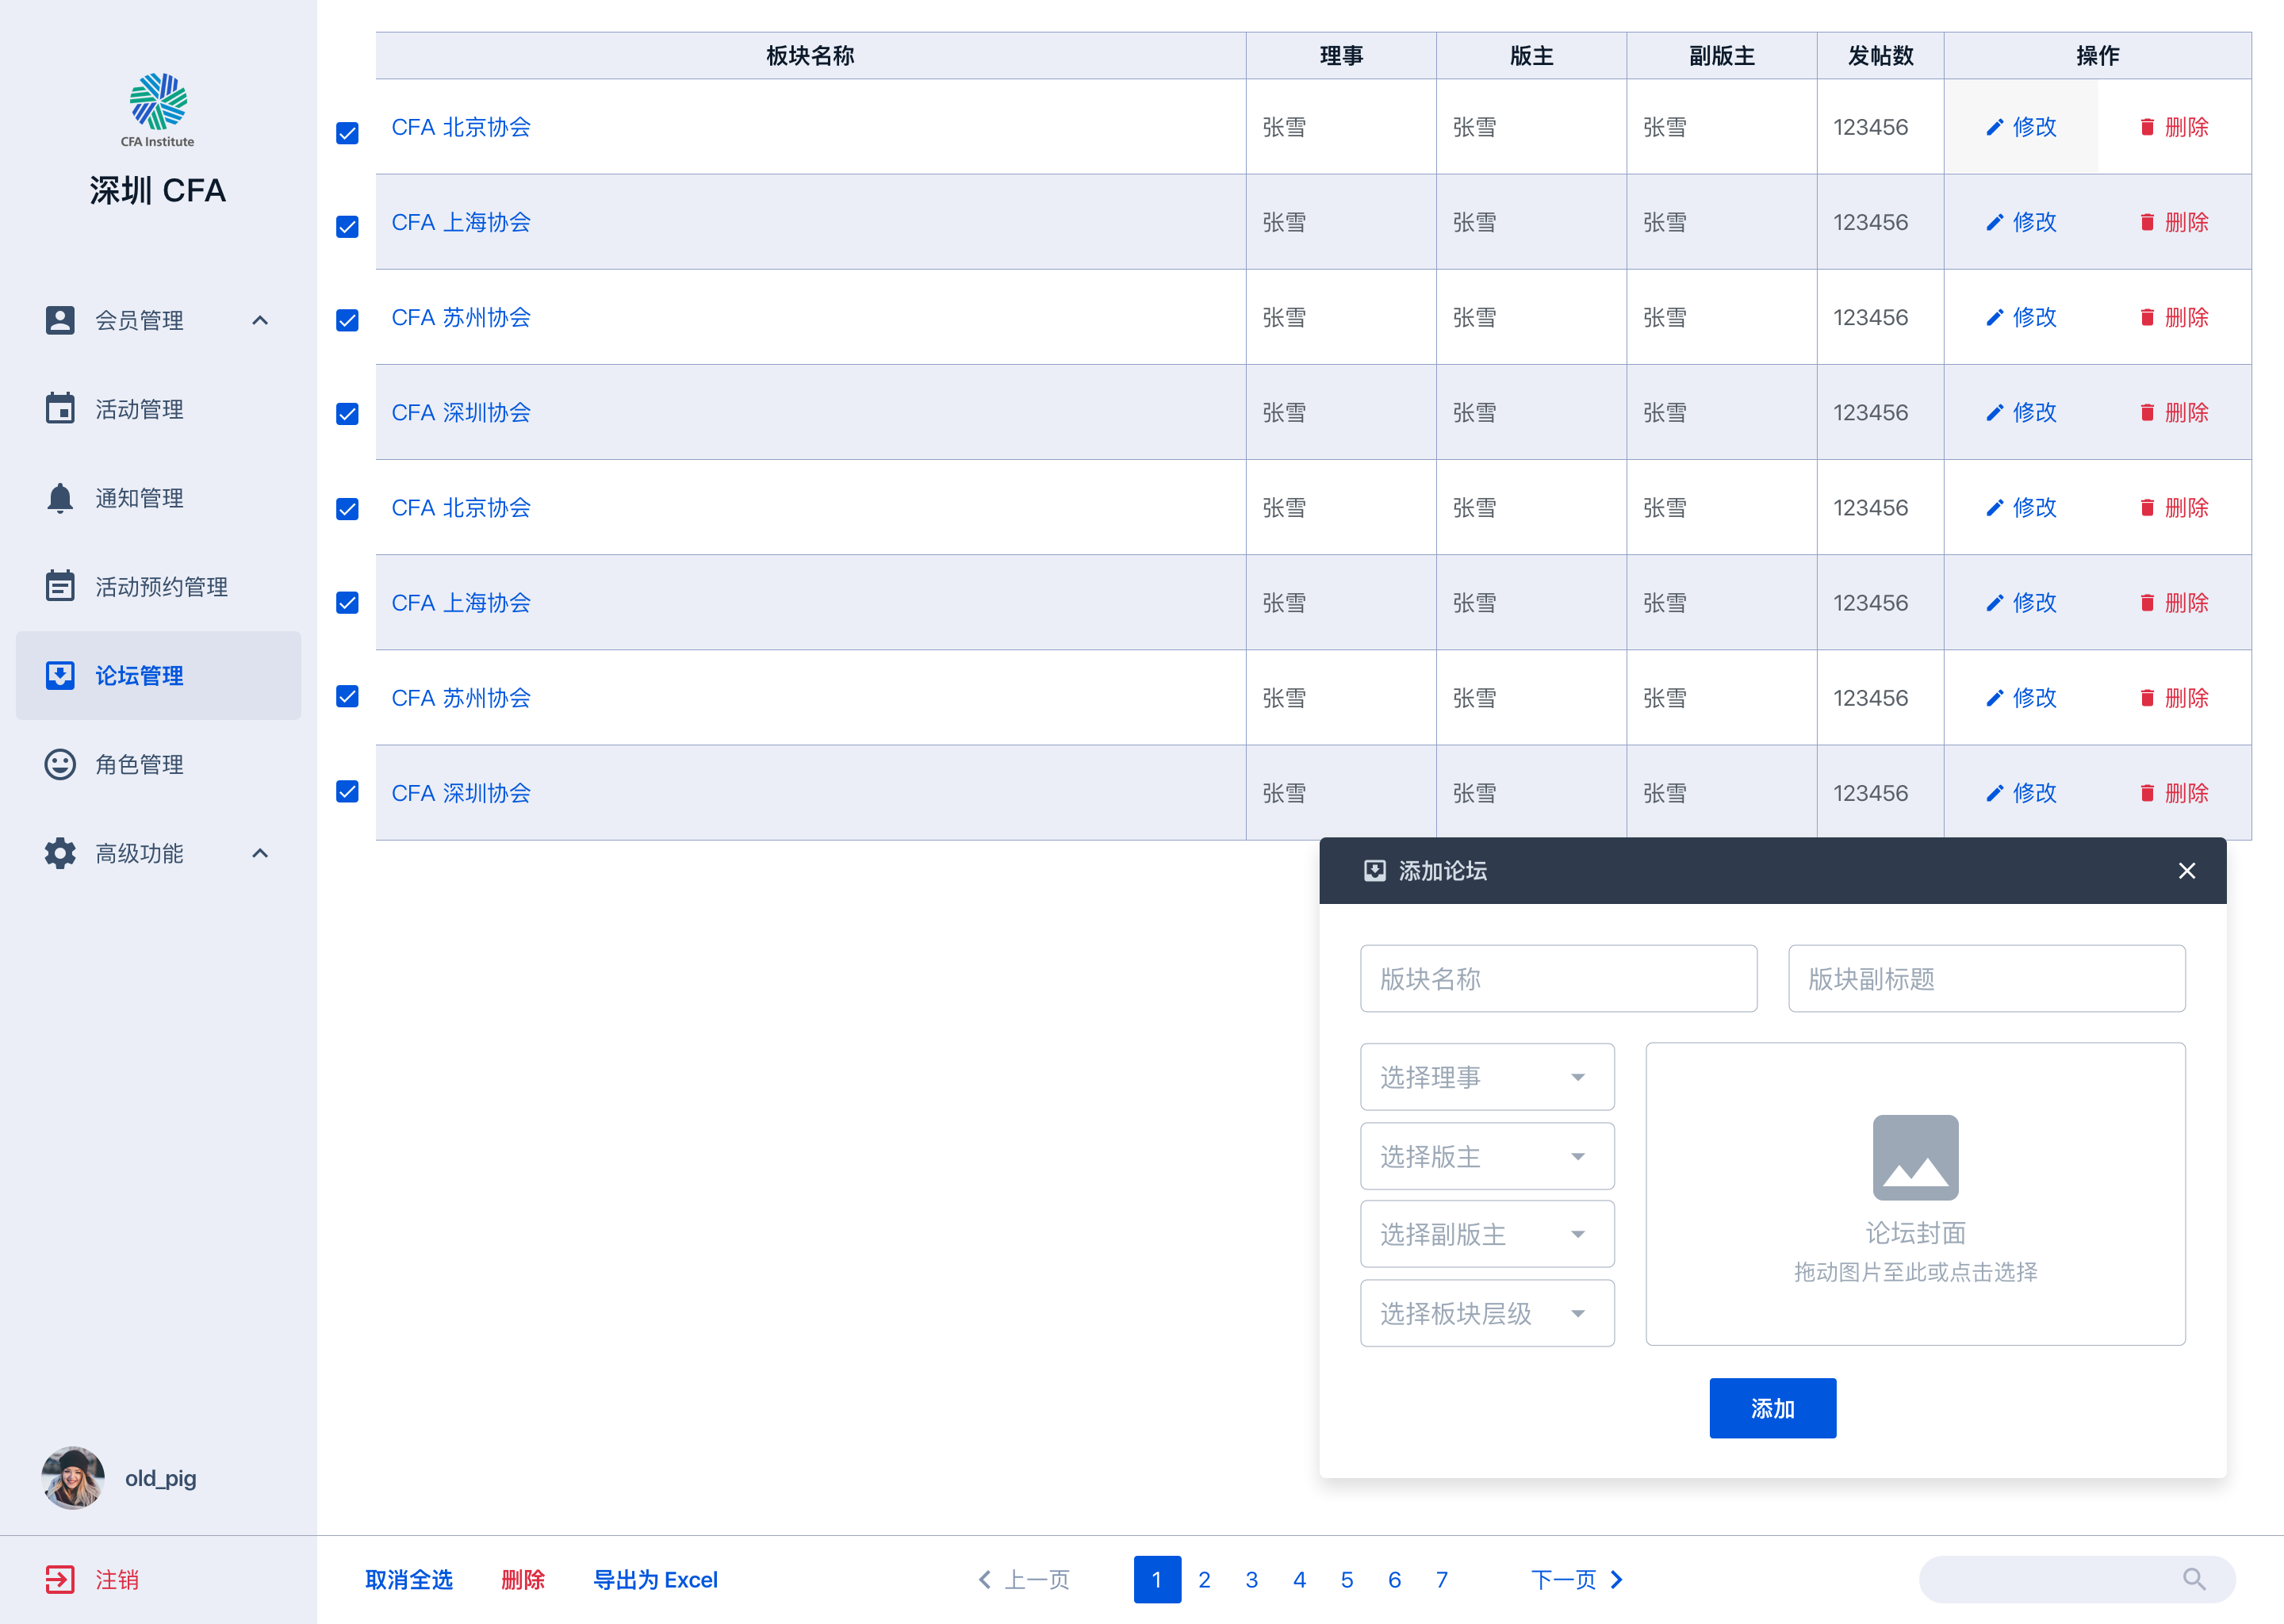 CFA Institute
深圳 CFA
会员管理
活动管理
通知管理
活动预约管理
论坛管理
角色管理
高级功能
old_pig
注销
板块名称 理事 版主 副版主 发帖数 操作
CFA 北京协会 张雪 张雪 张雪 123456 修改 删除
CFA 上海协会 张雪 张雪 张雪 123456 修改 删除
CFA 苏州协会 张雪 张雪 张雪 123456 修改 删除
CFA 深圳协会 张雪 张雪 张雪 123456 修改 删除
CFA 北京协会 张雪 张雪 张雪 123456 修改 删除
CFA 上海协会 张雪 张雪 张雪 123456 修改 删除
CFA 苏州协会 张雪 张雪 张雪 123456 修改 删除
CFA 深圳协会 张雪 张雪 张雪 123456 修改 删除
添加论坛
版块名称 版块副标题
选择理事
选择版主
选择副版主
选择板块层级
论坛封面
拖动图片至此或点击选择
添加
取消全选 删除 导出为 Excel 上一页 1 2 3 4 5 6 7 下一页